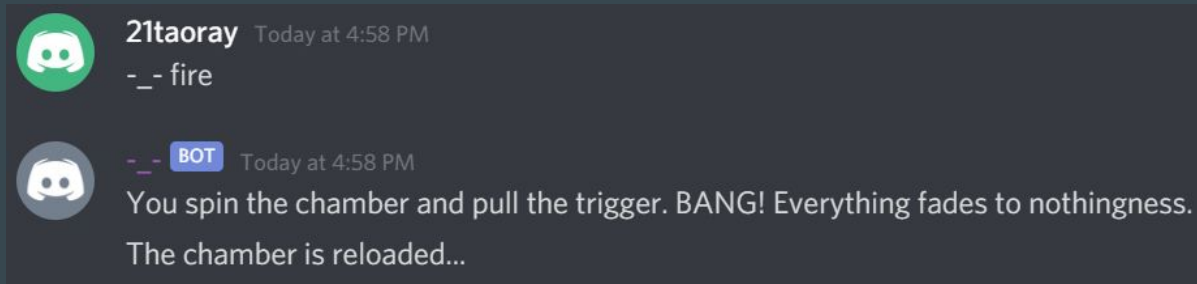 21taoray Today at 4:58 PM
-_- fire
-_- BOT Today at 4:58 PM
You spin the chamber and pull the trigger. BANG! Everything fades to nothingness.
The chamber is reloaded...